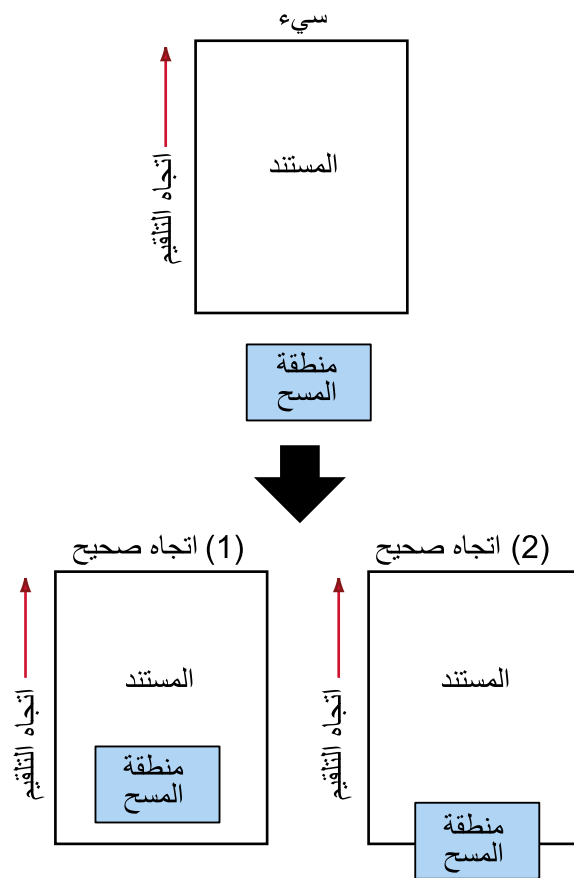 سيء
المستند
اتجاه التلقيم
منطقة
المسح
(1) اتجاه صحيح
(2) اتجاه صحيح
المستند
المستند
اتجاه التلقيم
اتجاه التلقيم
منطقة
المسح
منطقة
المسح